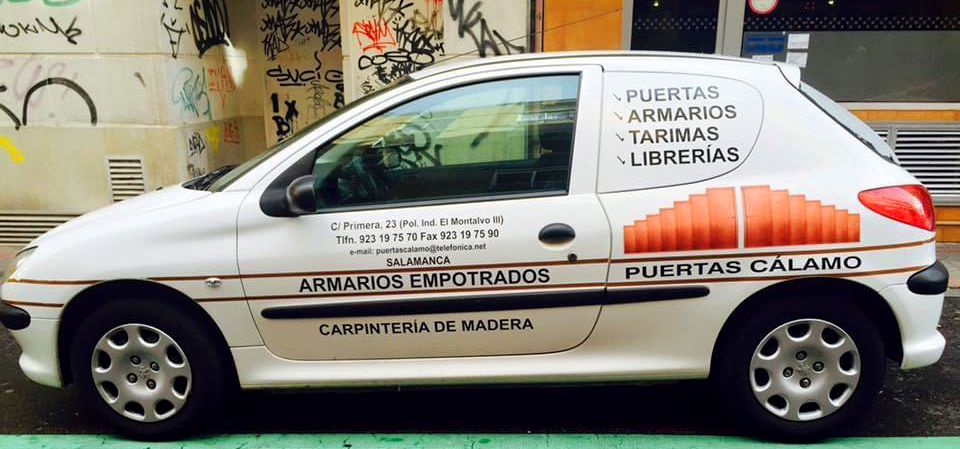 PUERTAS
ARMARIOS
TARIMAS
LIBRERÍAS
C/ Primera, 23 (Pol. Ind. El Montalvo III)
Tlfn. 923 19 75 70 Fax 923 19 75 90
e-mail: puertascalamo@telefonica.net
SALAMANCA
ARMARIOS EMPOTRADOS
CARPINTERÍA DE MADERA
PUERTAS CÁLAMO